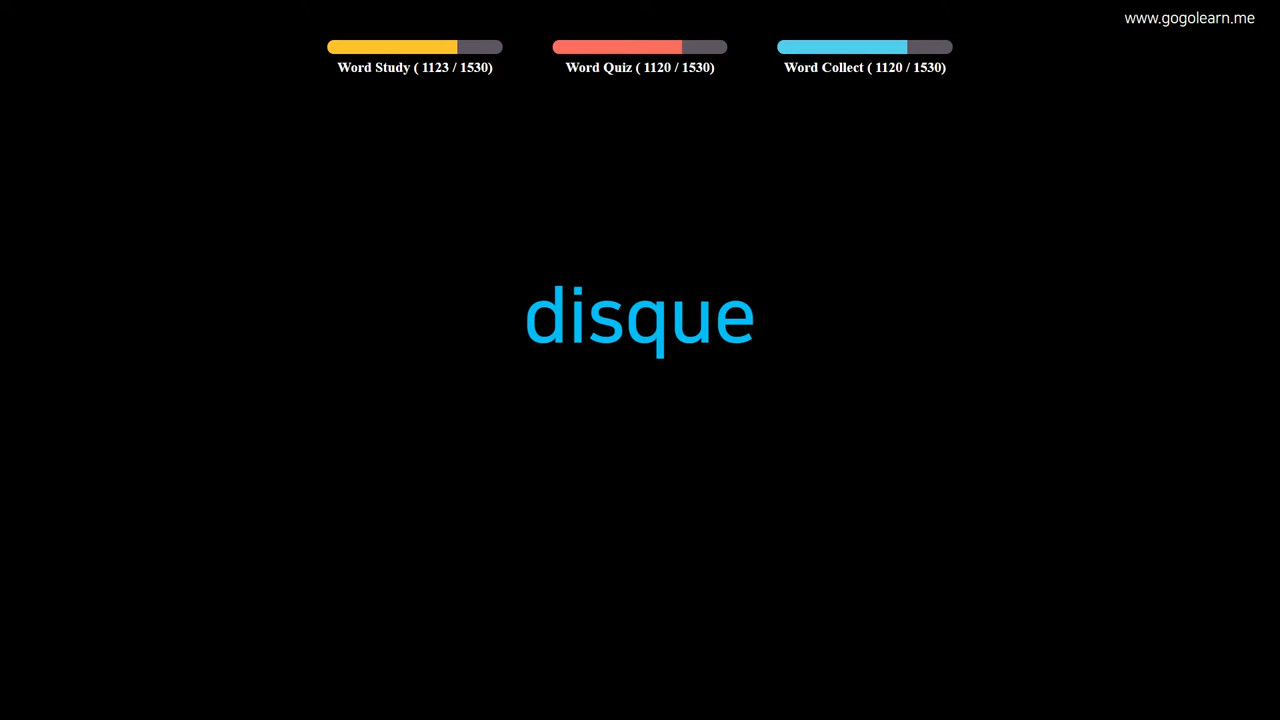 www.gogolearn.me
Word Study ( 1123 / 1530)
Word Quiz ( 1120 / 1530)
Word Collect ( 1120 / 1530)
disque